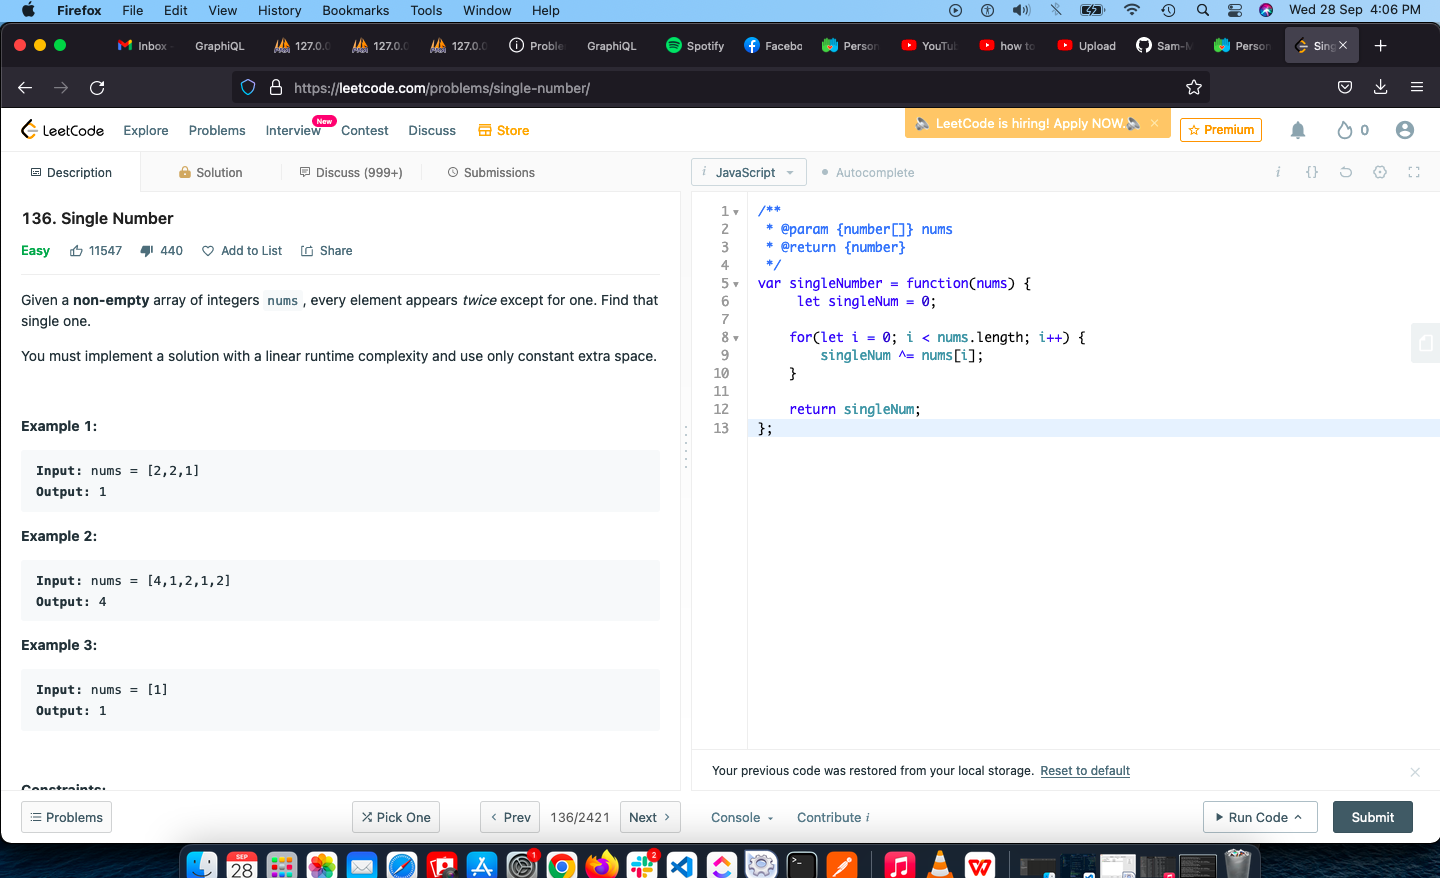 Firefox File Edit View History Bookmarks Tools Window Help Wed 28 Sep 4:06 PM
Inbox GraphiQL 127.0.0 127.0.0 127.0.0 Proble GraphiQL Spotify Facebo Person YouTu how to Upload Sam-M Person Sing
https://leetcode.com/problems/single-number/
LeetCode Explore Problems Interview New Contest Discuss Store LeetCode is hiring! Apply NOW. × Premium 0
Description Solution Discuss (999+) Submissions
i JavaScript Autocomplete i {}
136. Single Number
Easy 11547 440 Add to List Share
Given a non-empty array of integers nums , every element appears twice except for one. Find that
single one.
You must implement a solution with a linear runtime complexity and use only constant extra space.
Example 1:
Input: nums = [2,2,1]
Output: 1
Example 2:
Input: nums = [4,1,2,1,2]
Output: 4
Example 3:
Input: nums = [1]
Output: 1
Constraints:
1 /**
2 * @param {number[]} nums
3 * @return {number}
4 */
5 var singleNumber = function(nums) {
6 let singleNum = 0;
7
8 for(let i = 0; i < nums.length; i++) {
9 singleNum ^= nums[i];
10 }
11
12 return singleNum;
13 };
Your previous code was restored from your local storage. Reset to default
Problems Pick One Prev 136/2421 Next Console Contribute i Run Code Submit
SEP
28
1
2